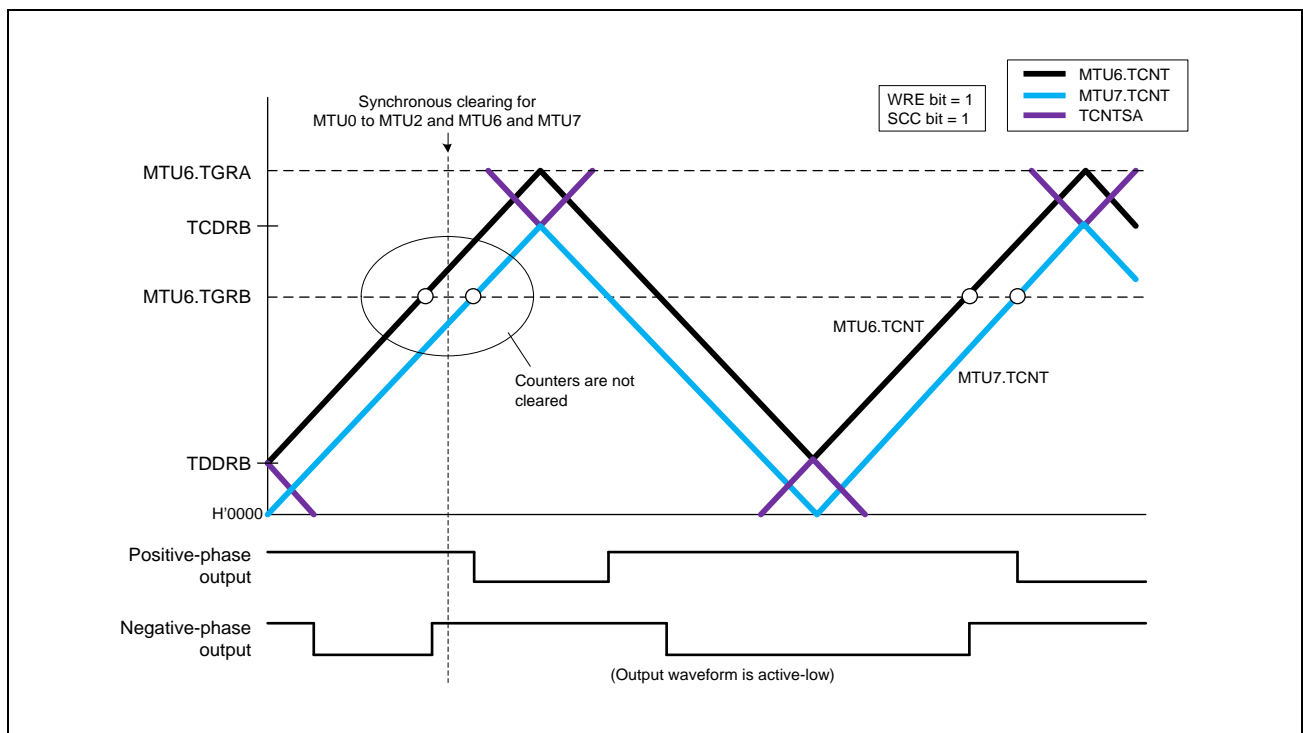 MTU6.TCNT
MTU7.TCNT
TCNTSA
WRE bit = 1
SCC bit = 1
Synchronous clearing for
MTU0 to MTU2 and MTU6 and MTU7
MTU6.TGRA
TCDRB
MTU6.TGRB
MTU6.TCNT
MTU7.TCNT
Counters are not
cleared
TDDRB
H'0000
Positive-phase
output
Negative-phase
output
(Output waveform is active-low)